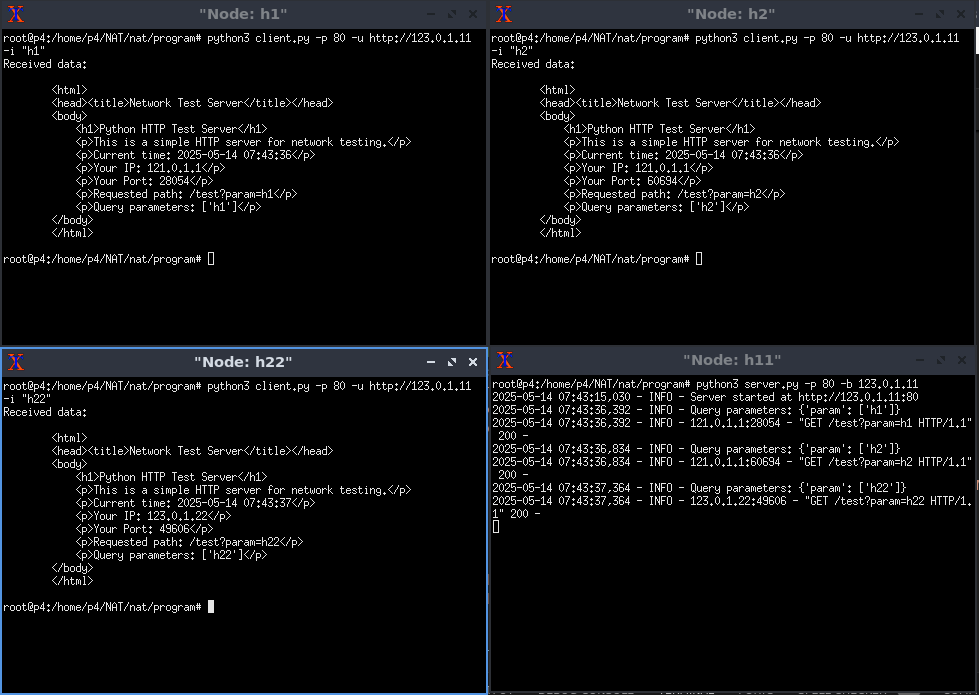 "Node: h1"
root@p4:/home/p4/NAT/nat/program# python3 client.py -p 80 -u http://123.0.1.11
-i "h1"
Received data:
<html>
<head><title>Network Test Server</title></head>
<body>
<h1>Python HTTP Test Server</h1>
<p>This is a simple HTTP server for network testing.</p>
<p>Current time: 2025-05-14 07:43:36</p>
<p>Your IP: 121.0.1.1</p>
<p>Your Port: 28054</p>
<p>Requested path: /test?param=h1</p>
<p>Query parameters: ['h1']</p>
</body>
</html>
root@p4:/home/p4/NAT/nat/program#
"Node: h2"
root@p4:/home/p4/NAT/nat/program# python3 client.py -p 80 -u http://123.0.1.11
-i "h2"
Received data:
<html>
<head><title>Network Test Server</title></head>
<body>
<h1>Python HTTP Test Server</h1>
<p>This is a simple HTTP server for network testing.</p>
<p>Current time: 2025-05-14 07:43:36</p>
<p>Your IP: 121.0.1.1</p>
<p>Your Port: 60694</p>
<p>Requested path: /test?param=h2</p>
<p>Query parameters: ['h2']</p>
</body>
</html>
root@p4:/home/p4/NAT/nat/program#
"Node: h22"
root@p4:/home/p4/NAT/nat/program# python3 client.py -p 80 -u http://123.0.1.11
-i "h22"
Received data:
<html>
<head><title>Network Test Server</title></head>
<body>
<h1>Python HTTP Test Server</h1>
<p>This is a simple HTTP server for network testing.</p>
<p>Current time: 2025-05-14 07:43:37</p>
<p>Your IP: 123.0.1.22</p>
<p>Your Port: 49606</p>
<p>Requested path: /test?param=h22</p>
<p>Query parameters: ['h22']</p>
</body>
</html>
root@p4:/home/p4/NAT/nat/program#
"Node: h11"
root@p4:/home/p4/NAT/nat/program# python3 server.py -p 80 -b 123.0.1.11
2025-05-14 07:43:15,030 - INFO - Server started at http://123.0.1.11:80
2025-05-14 07:43:36,392 - INFO - Query parameters: {'param': ['h1']}
2025-05-14 07:43:36,392 - INFO - 121.0.1.1:28054 - "GET /test?param=h1 HTTP/1.1"
200 -
2025-05-14 07:43:36,834 - INFO - Query parameters: {'param': ['h2']}
2025-05-14 07:43:36,834 - INFO - 121.0.1.1:60694 - "GET /test?param=h2 HTTP/1.1"
200 -
2025-05-14 07:43:37,364 - INFO - Query parameters: {'param': ['h22']}
2025-05-14 07:43:37,364 - INFO - 123.0.1.22:49606 - "GET /test?param=h22 HTTP/1.
1" 200 -